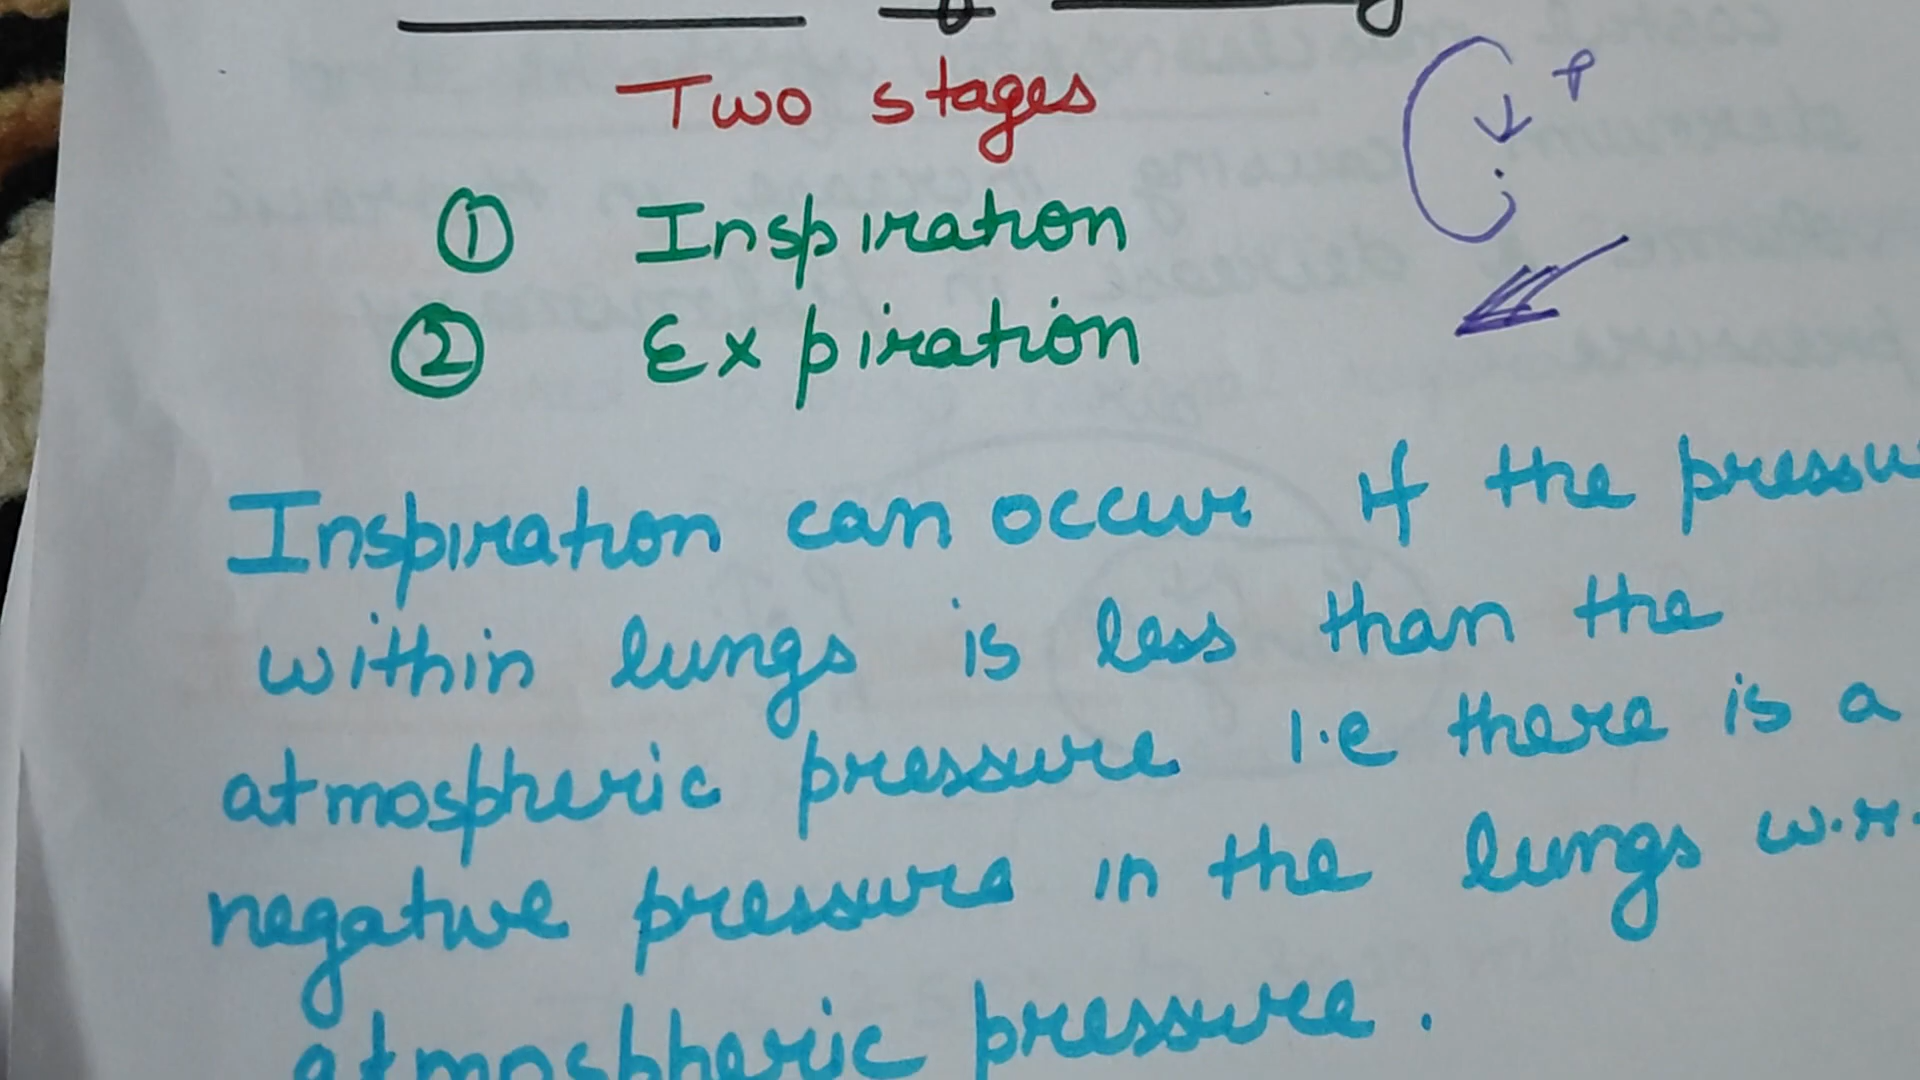 Two stages
① Inspiration
② Expiration
↓ P
Inspiration can occur if the pressu
within lungs is less than the
atmospheric pressure i.e there is a
negative pressure in the lungs w.r.
atmospheric pressure.